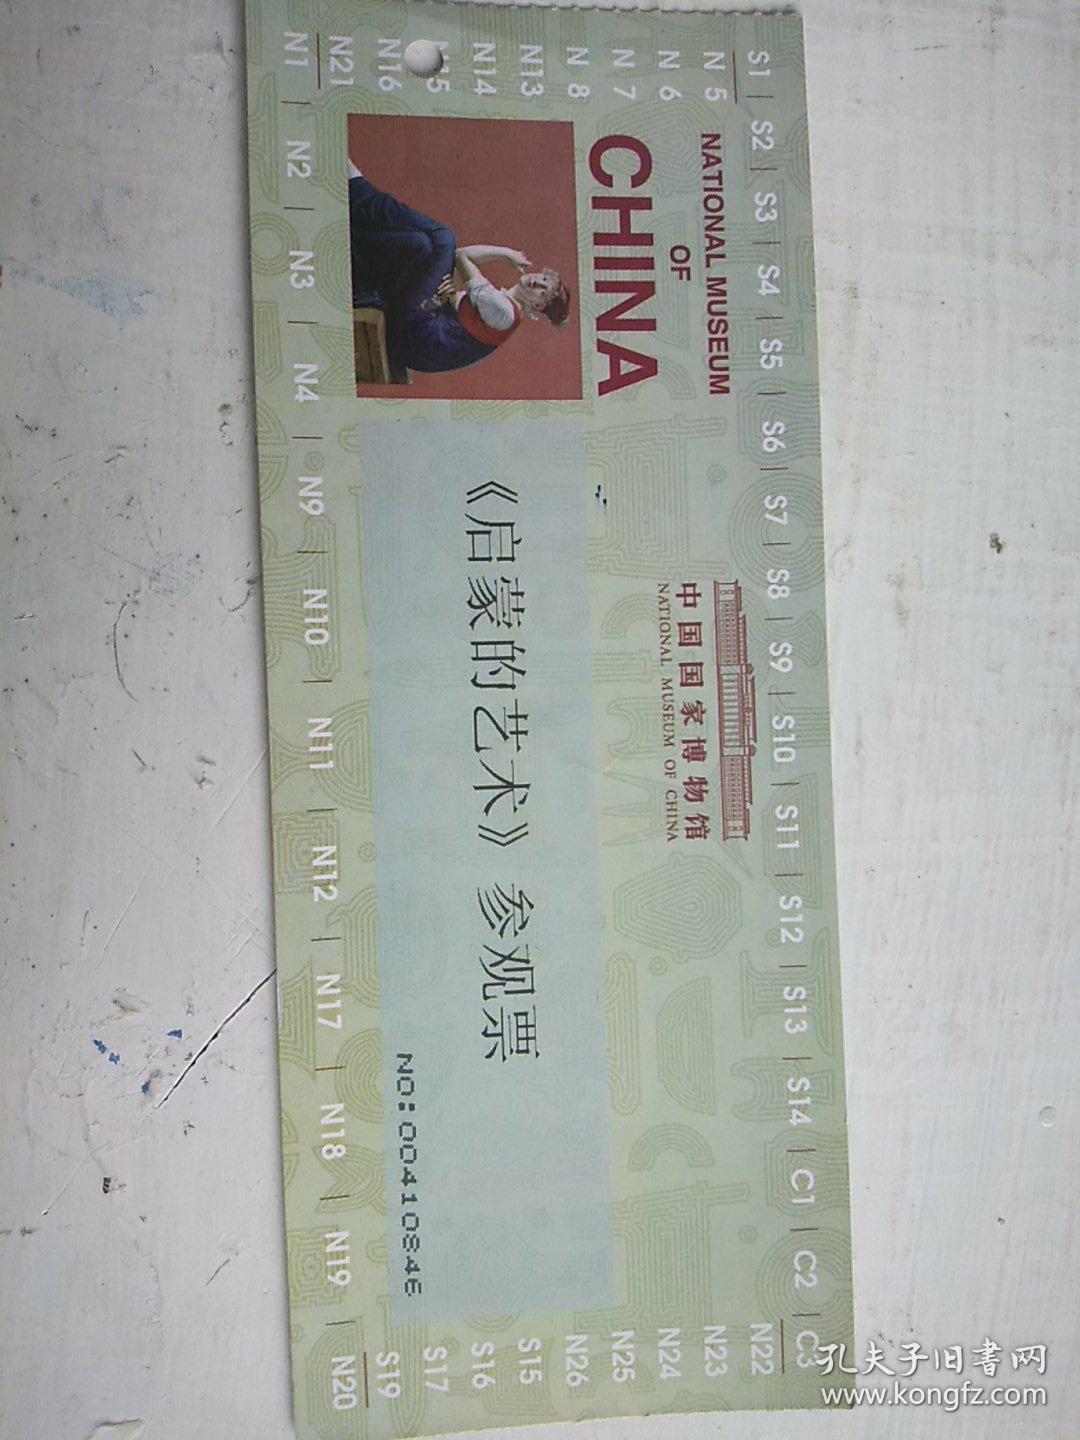 S1 | S2 | S3 | S4 | S5 | S6 | S7 | S8 | S9 | S10 | S11 | S12 | S13 | S14 | C1 | C2 | C3
N21 N16 N15 N14 N13 N8 N7 N6 N5
NATIONAL MUSEUM
OF
CHINA
中国国家博物馆
NATIONAL MUSEUM OF CHINA
《启蒙的艺术》参观票
NO:00410846
N22
N23
N24
N25
N26
S15
S16
S17
S19
N1 | N2 | N3 | N4 | N9 | N10 | N11 | N12 | N17 | N18 | N19 | N20
孔夫子旧書网
www.kongfz.com